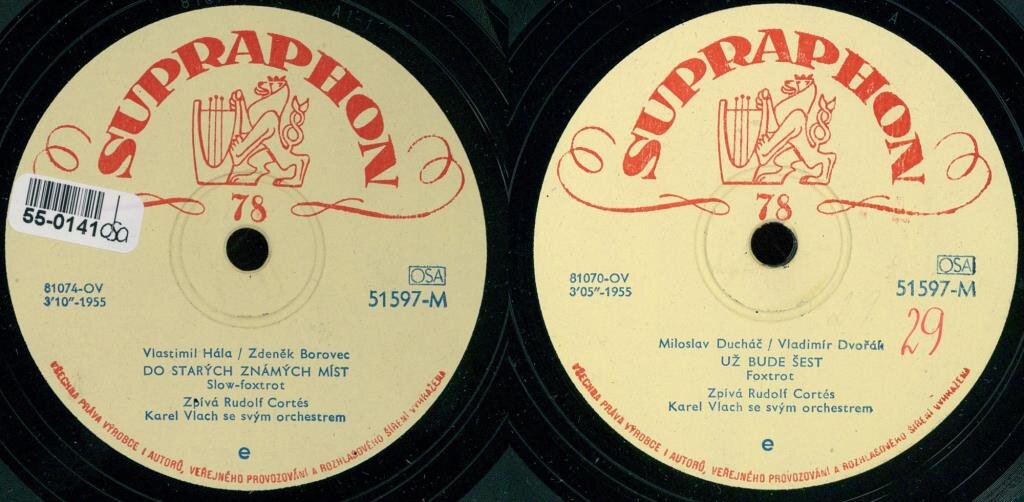 SUPRAPHON
78
55-0141 osa
81074-OV
3'10"-1955
OSA
51597-M
Vlastimil Hála / Zdeněk Borovec
DO STARÝCH ZNÁMÝCH MÍST
Slow-foxtrot
Zpívá Rudolf Cortés
Karel Vlach se svým orchestrem
e
VŠECHNA PRÁVA VÝROBCE I AUTORŮ, VEŘEJNÉHO PROVOZOVÁNÍ A ROZHLASOVÉHO ŠÍŘENÍ VYHRAŽENA
A
SUPRAPHON
78
81070-OV
3'05"-1955
OSA
51597-M
29
Miloslav Ducháč / Vladimír Dvořák
UŽ BUDE ŠEST
Foxtrot
Zpívá Rudolf Cortés
Karel Vlach se svým orchestrem
e
VŠECHNA PRÁVA VÝROBCE I AUTORŮ, VEŘEJNÉHO PROVOZOVÁNÍ A ROZHLASOVÉHO ŠÍŘENÍ VYHRAŽENA